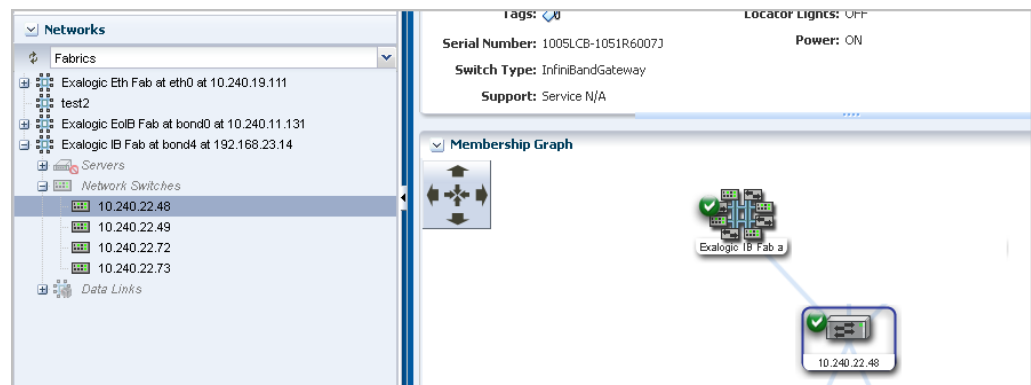 Networks
Fabrics
Exalogic Eth Fab at eth0 at 10.240.19.111
test2
Exalogic EoIB Fab at bond0 at 10.240.11.131
Exalogic IB Fab at bond4 at 192.168.23.14
Servers
Network Switches
10.240.22.48
10.240.22.49
10.240.22.72
10.240.22.73
Data Links
Tags:
Locator Lights: OFF
Serial Number: 1005LCB-1051R6007J
Power: ON
Switch Type: InfiniBandGateway
Support: Service N/A
Membership Graph
Exalogic IB Fab a
10.240.22.48